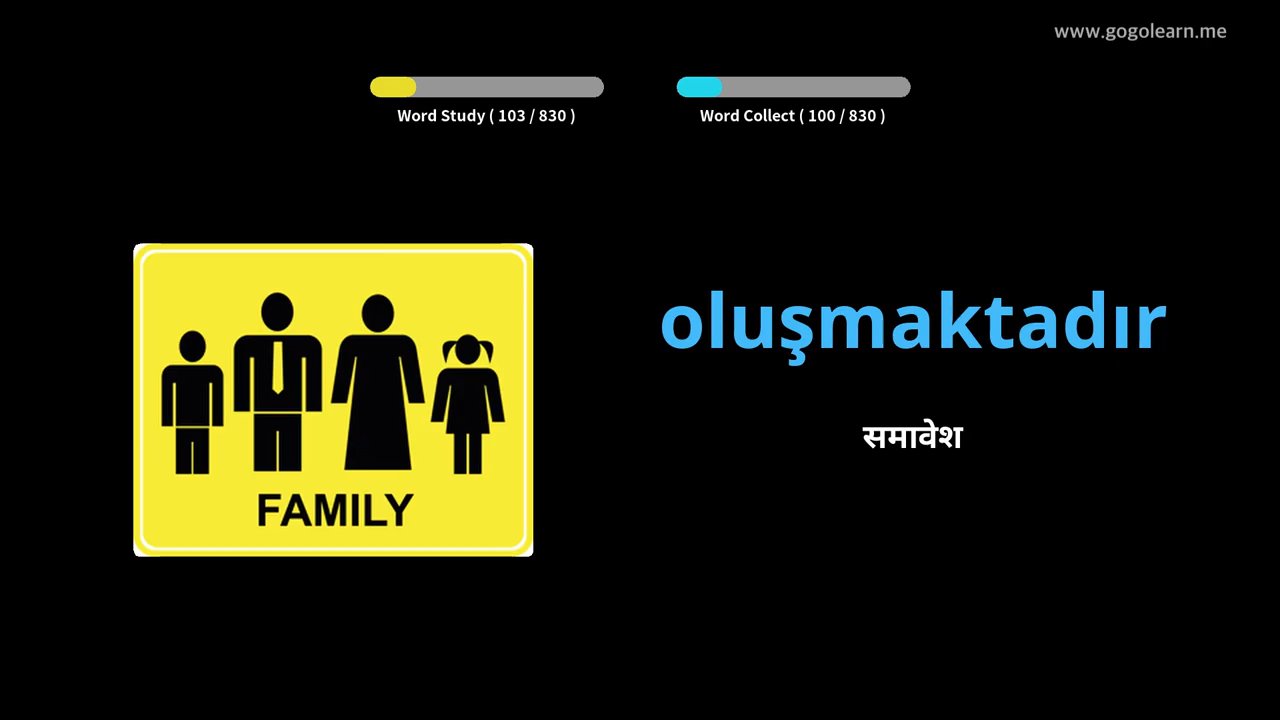 www.gogolearn.me
Word Study ( 103 / 830 )
Word Collect ( 100 / 830 )
oluşmaktadır
समावेश
FAMILY